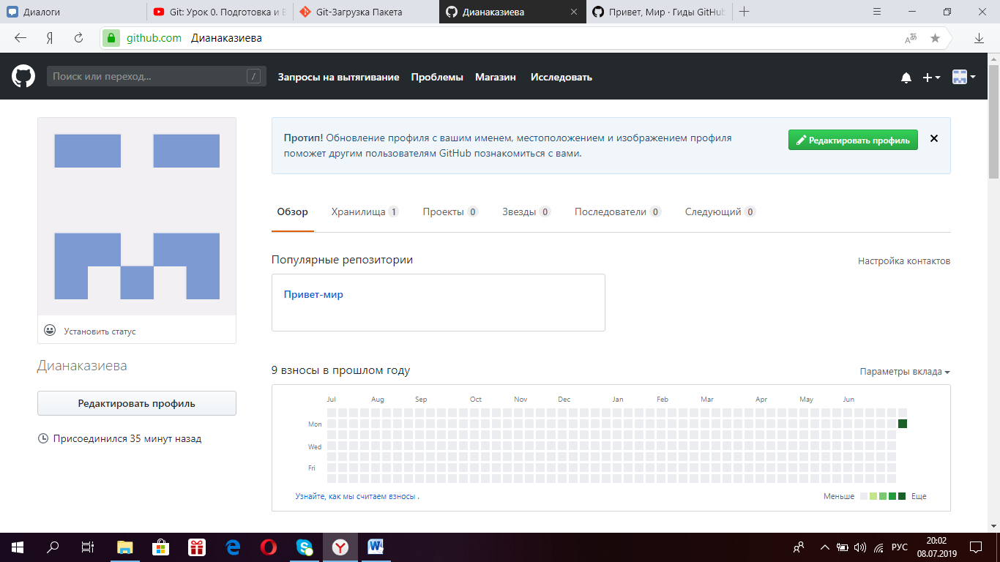 Диалоги
Git: Урок 0. Подготовка и В
Git-Загрузка Пакета
Дианаказиева
Привет, Мир · Гиды GitHub
github.com Дианаказиева
Поиск или переход... /
Запросы на вытягивание Проблемы Магазин Исследовать
Протип! Обновление профиля с вашим именем, местоположением и изображением профиля
поможет другим пользователям GitHub познакомиться с вами.
Редактировать профиль
Обзор Хранилища 1 Проекты 0 Звезды 0 Последователи 0 Следующий 0
Популярные репозитории
Настройка контактов
Привет-мир
Установить статус
Дианаказиева
Редактировать профиль
Присоединился 35 минут назад
9 взносы в прошлом году
Параметры вклада
Jul Aug Sep Oct Nov Dec Jan Feb Mar Apr May Jun
Mon
Wed
Fri
Узнайте, как мы считаем взносы .
Меньше Еще
РУС
20:02
08.07.2019